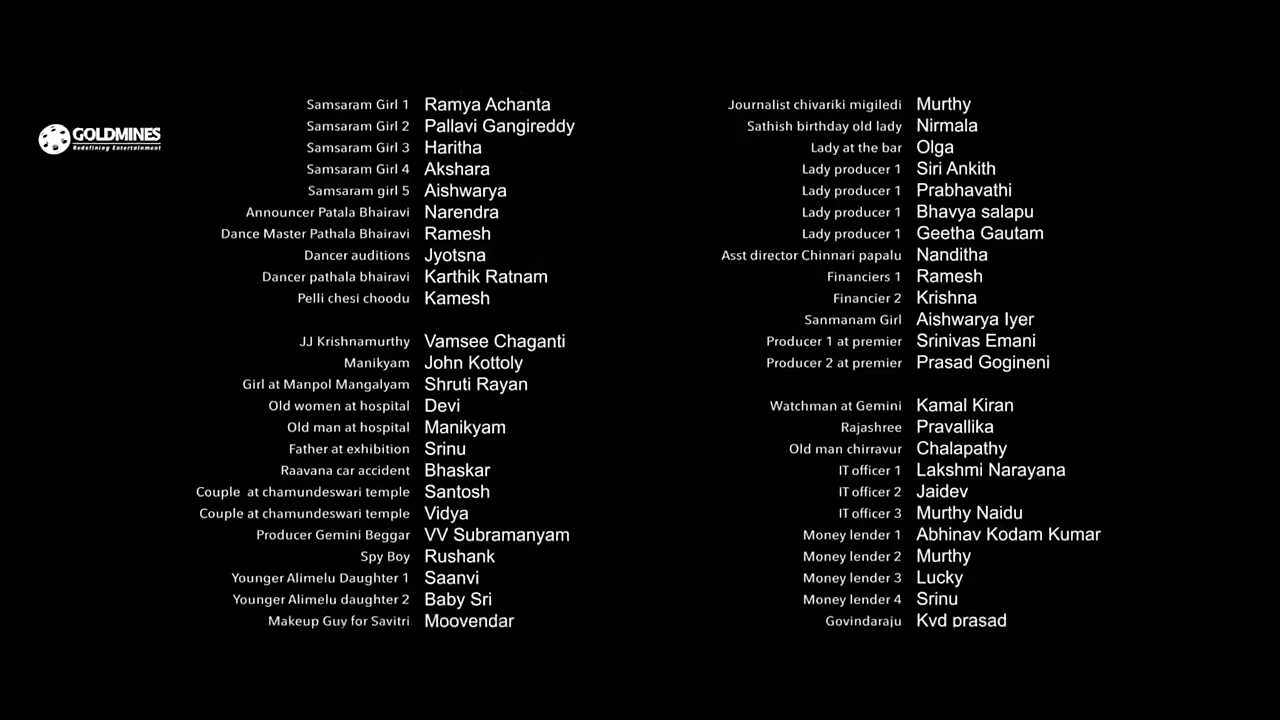 GOLDMINES
Redefining Entertainment
Samsaram Girl 1 Ramya Achanta
Samsaram Girl 2 Pallavi Gangireddy
Samsaram Girl 3 Haritha
Samsaram Girl 4 Akshara
Samsaram girl 5 Aishwarya
Announcer Patala Bhairavi Narendra
Dance Master Pathala Bhairavi Ramesh
Dancer auditions Jyotsna
Dancer pathala bhairavi Karthik Ratnam
Pelli chesi choodu Kamesh
JJ Krishnamurthy Vamsee Chaganti
Manikyam John Kottoly
Girl at Manpol Mangalyam Shruti Rayan
Old women at hospital Devi
Old man at hospital Manikyam
Father at exhibition Srinu
Raavana car accident Bhaskar
Couple at chamundeswari temple Santosh
Couple at chamundeswari temple Vidya
Producer Gemini Beggar VV Subramanyam
Spy Boy Rushank
Younger Alimelu Daughter 1 Saanvi
Younger Alimelu daughter 2 Baby Sri
Makeup Guy for Savitri Moovendar
Journalist chivariki migiledi Murthy
Sathish birthday old lady Nirmala
Lady at the bar Olga
Lady producer 1 Siri Ankith
Lady producer 1 Prabhavathi
Lady producer 1 Bhavya salapu
Lady producer 1 Geetha Gautam
Asst director Chinnari papalu Nanditha
Financiers 1 Ramesh
Financier 2 Krishna
Sanmanam Girl Aishwarya Iyer
Producer 1 at premier Srinivas Emani
Producer 2 at premier Prasad Gogineni
Watchman at Gemini Kamal Kiran
Rajashree Pravallika
Old man chirravur Chalapathy
IT officer 1 Lakshmi Narayana
IT officer 2 Jaidev
IT officer 3 Murthy Naidu
Money lender 1 Abhinav Kodam Kumar
Money lender 2 Murthy
Money lender 3 Lucky
Money lender 4 Srinu
Govindaraju Kvd prasad